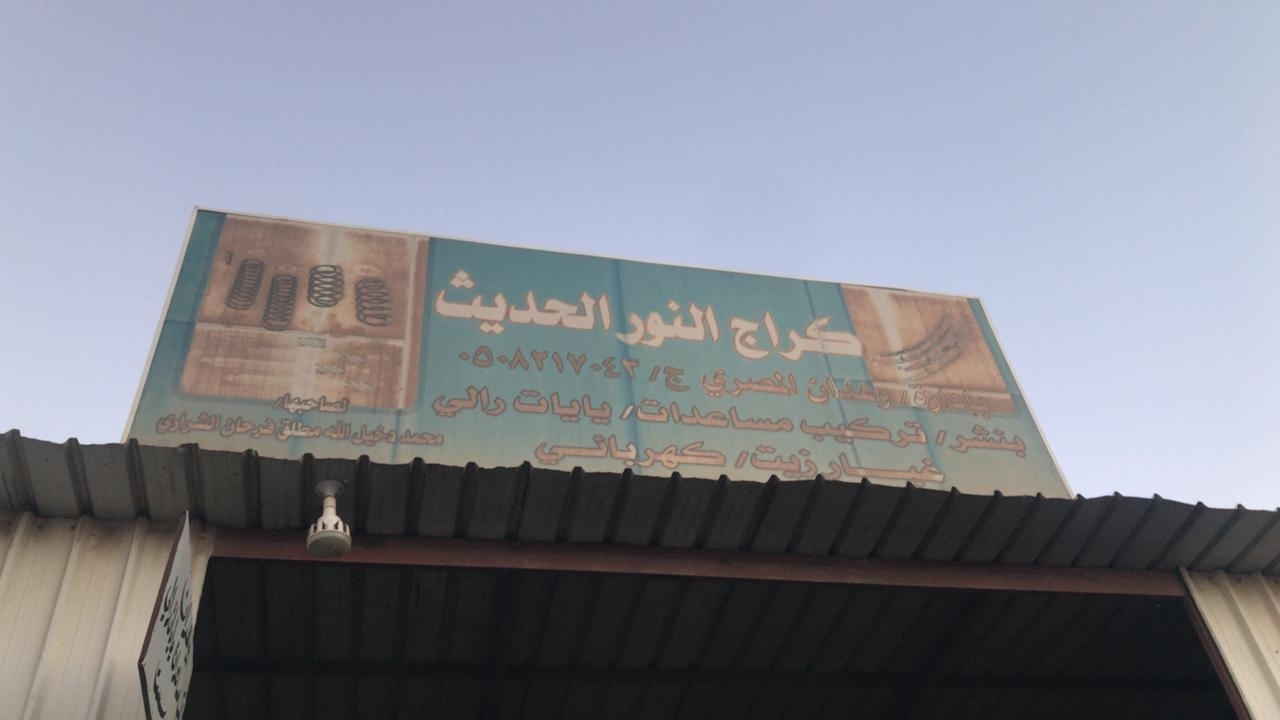 كراج النور الحديث
بإدارة/ وهدان المصري ج/ ٠٥٠٨٢١٧٠٤٣
بنشر/ تركيب مساعدات/ يايات رالي
غيار زيت/ كهربائي
لصاحبها/
محمد دخيل الله مطلق فرحان الشراري